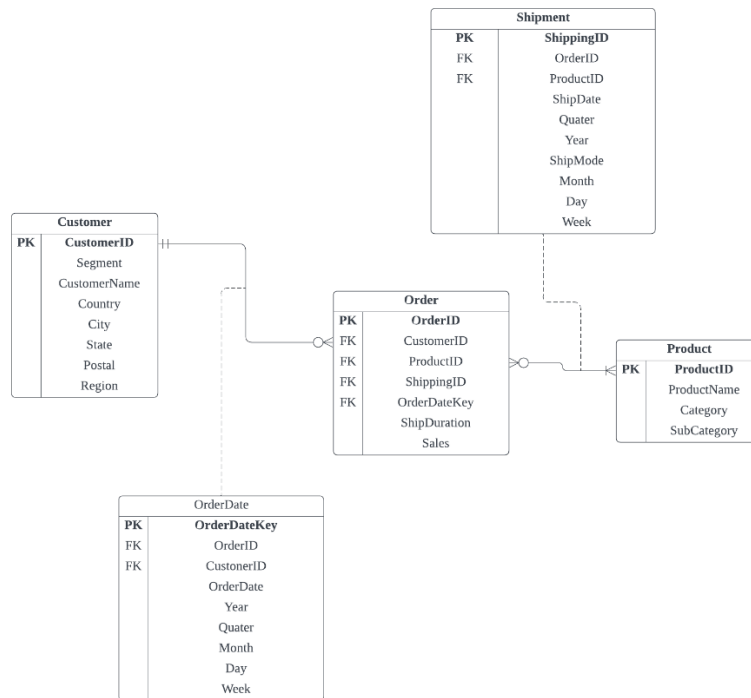 Shipment
PK ShippingID
FK OrderID
FK ProductID
ShipDate
Quater
Year
ShipMode
Month
Day
Week
Customer
PK CustomerID
Segment
CustomerName
Country
City
State
Postal
Region
Order
PK OrderID
FK CustomerID
FK ProductID
FK ShippingID
FK OrderDateKey
ShipDuration
Sales
Product
PK ProductID
ProductName
Category
SubCategory
OrderDate
PK OrderDateKey
FK OrderID
FK CustonerID
OrderDate
Year
Quater
Month
Day
Week